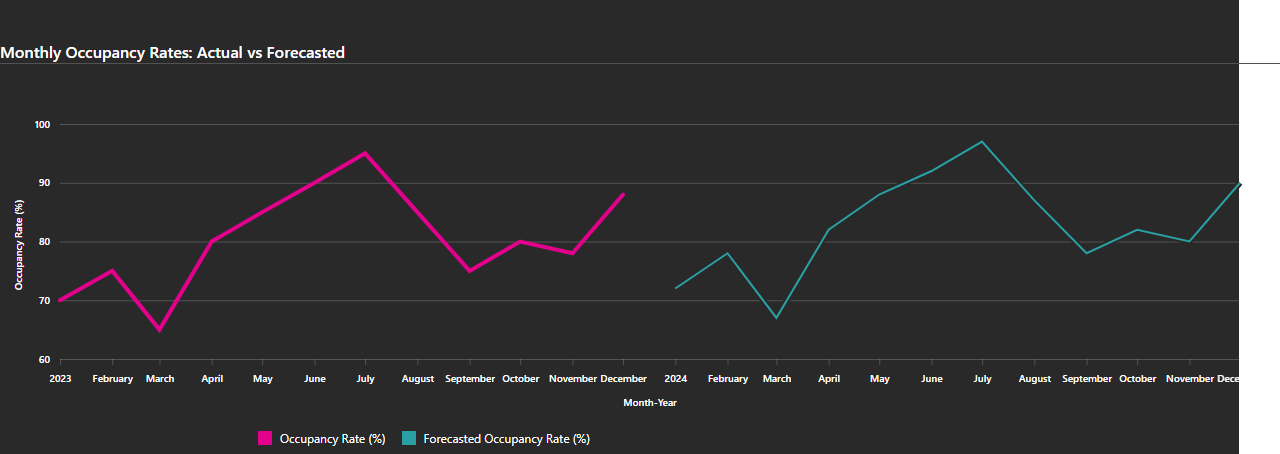 Monthly Occupancy Rates: Actual vs Forecasted
100
90
80
70
60
Occupancy Rate (%)
2023 February March April May June July August September October November December 2024 February March April May June July August September October November Dece
Month-Year
Occupancy Rate (%) Forecasted Occupancy Rate (%)